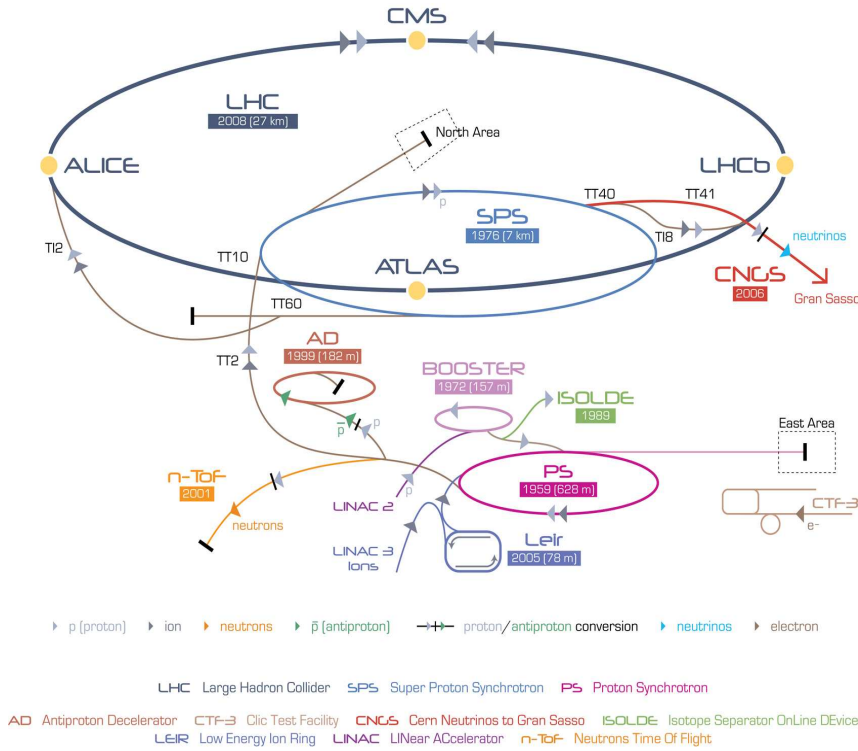 CMS
LHC
2008 (27 km)
North Area
ALICE
LHCb
TT40
TT41
p
SPS
1976 (7 km)
TI2
TI8
neutrinos
TT10
ATLAS
CNGS
2006
Gran Sasso
TT60
AD
1999 (182 m)
TT2
BOOSTER
1972 (157 m)
ISOLDE
1989
p̅
p
East Area
n-ToF
2001
p
PS
1959 (628 m)
LINAC 2
neutrons
CTF-3
e-
LINAC 3
Ions
Leir
2005 (78 m)
p (proton) ion neutrons p̅ (antiproton) proton/antiproton conversion neutrinos electron
LHC Large Hadron Collider SPS Super Proton Synchrotron PS Proton Synchrotron
AD Antiproton Decelerator CTF-3 Clic Test Facility CNGS Cern Neutrinos to Gran Sasso ISOLDE Isotope Separator OnLine DEvice
LEIR Low Energy Ion Ring LINAC LINear ACcelerator n-ToF Neutrons Time Of Flight